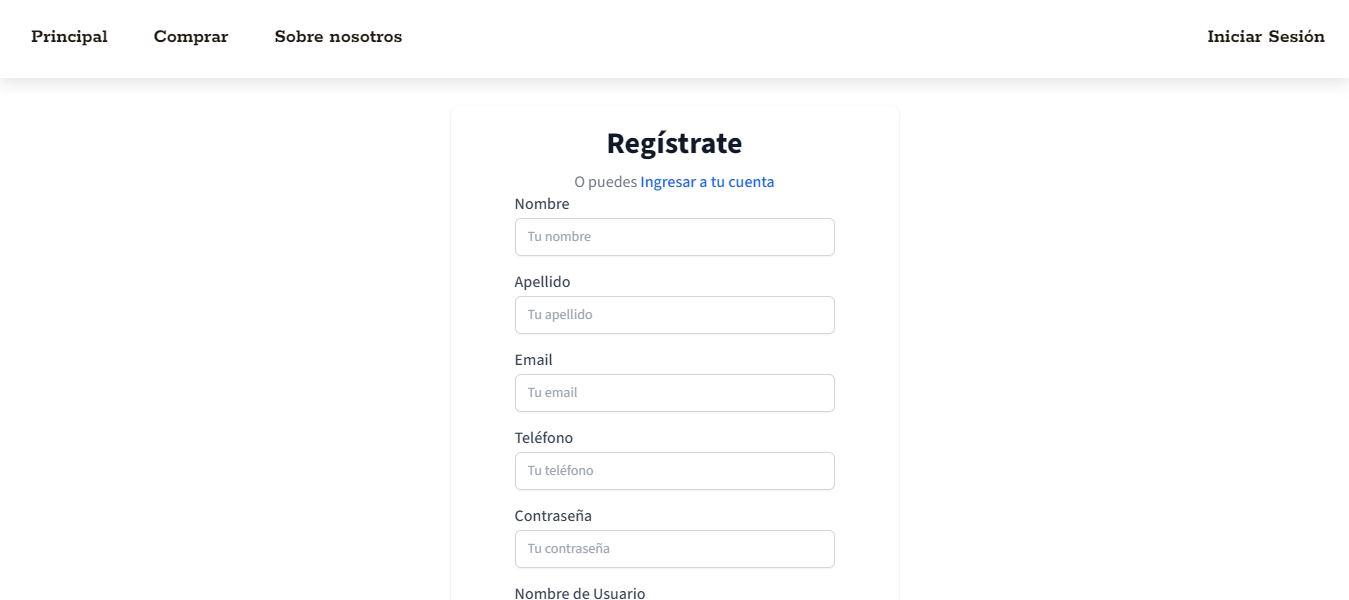 Principal Comprar Sobre nosotros Iniciar Sesión
Regístrate
O puedes Ingresar a tu cuenta
Nombre
Tu nombre
Apellido
Tu apellido
Email
Tu email
Teléfono
Tu teléfono
Contraseña
Tu contraseña
Nombre de Usuario